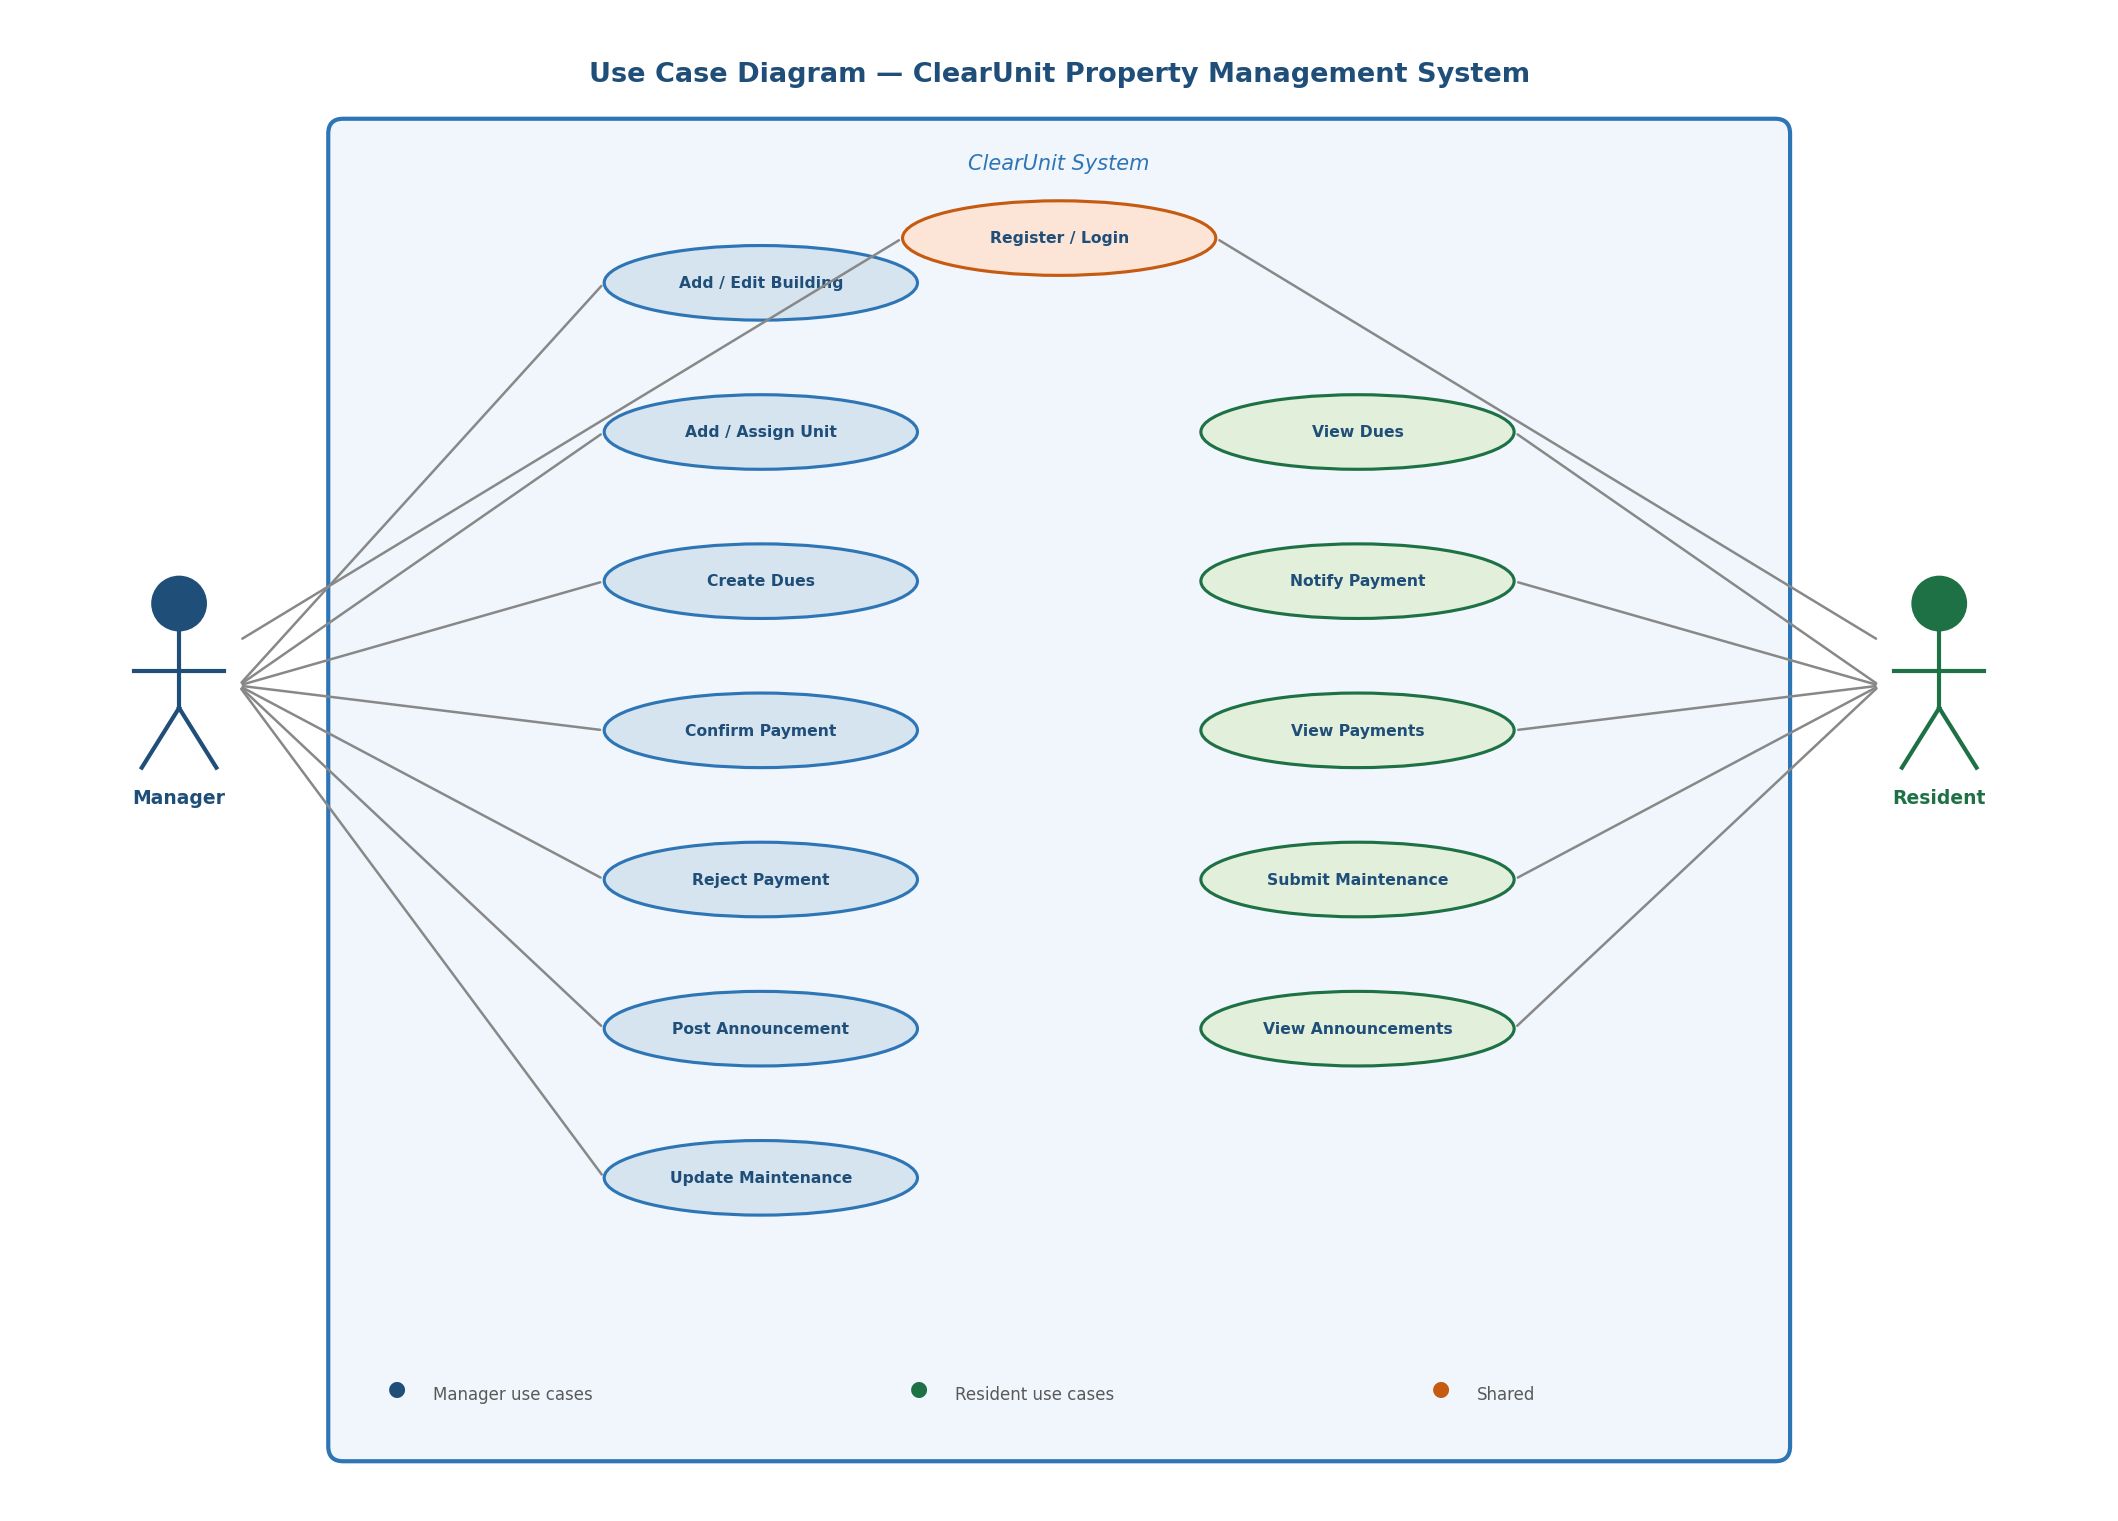 Use Case Diagram — ClearUnit Property Management System
ClearUnit System
Register / Login
Add / Edit Building
Add / Assign Unit
View Dues
Create Dues
Notify Payment
Confirm Payment
View Payments
Manager
Resident
Reject Payment
Submit Maintenance
Post Announcement
View Announcements
Update Maintenance
Manager use cases
Resident use cases
Shared